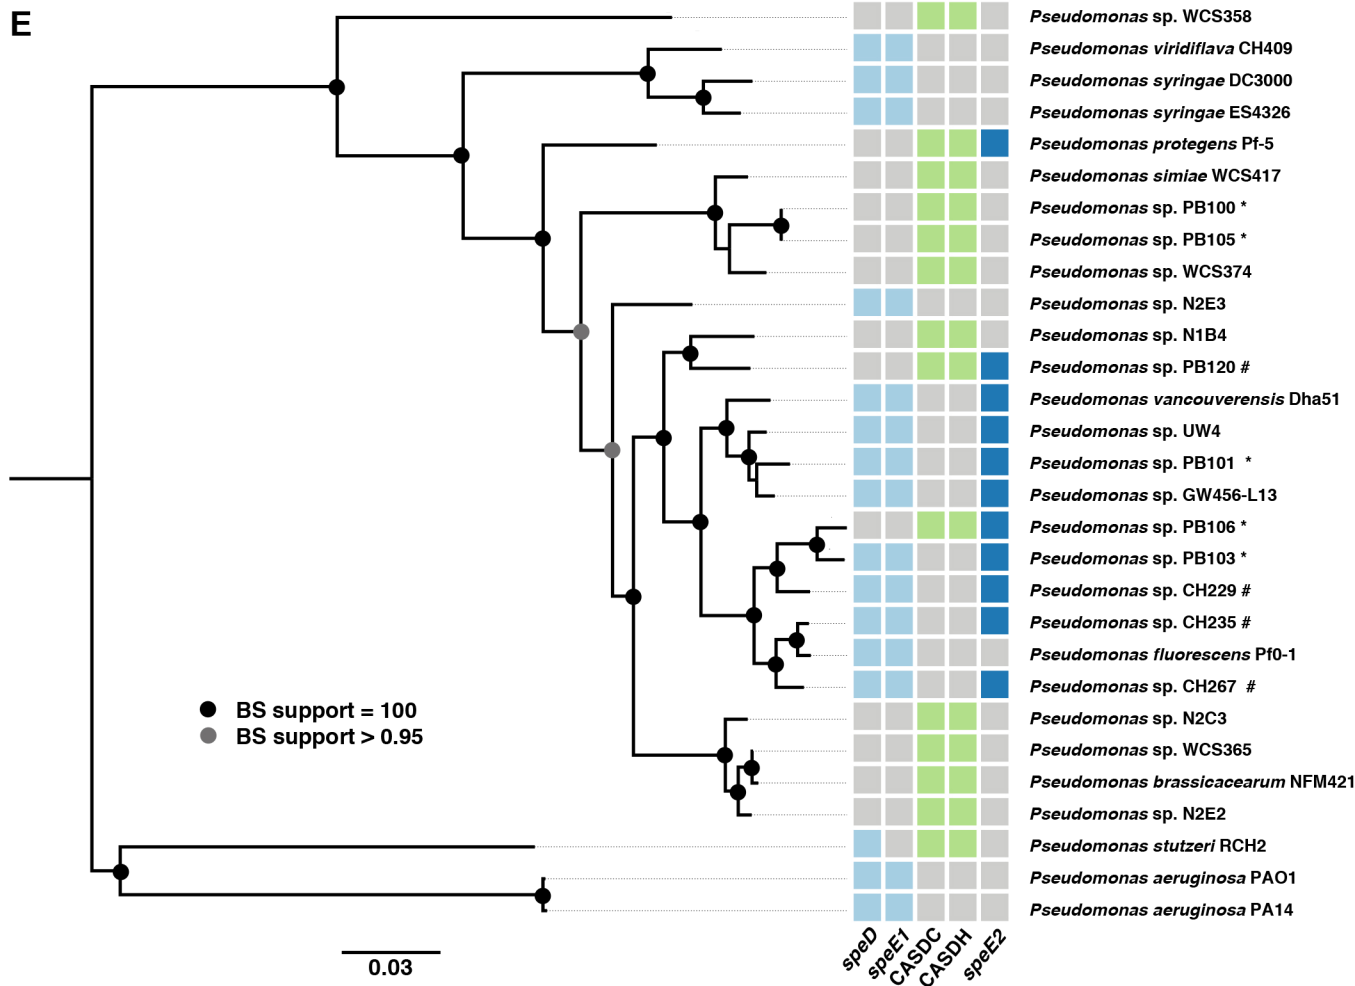 E
Pseudomonas sp. WCS358
Pseudomonas viridiflava CH409
Pseudomonas syringae DC3000
Pseudomonas syringae ES4326
Pseudomonas protegens Pf-5
Pseudomonas simiae WCS417
Pseudomonas sp. PB100 *
Pseudomonas sp. PB105 *
Pseudomonas sp. WCS374
Pseudomonas sp. N2E3
Pseudomonas sp. N1B4
Pseudomonas sp. PB120 #
Pseudomonas vancouverensis Dha51
Pseudomonas sp. UW4
Pseudomonas sp. PB101 *
Pseudomonas sp. GW456-L13
Pseudomonas sp. PB106 *
Pseudomonas sp. PB103 *
Pseudomonas sp. CH229 #
Pseudomonas sp. CH235 #
Pseudomonas fluorescens Pf0-1
Pseudomonas sp. CH267 #
Pseudomonas sp. N2C3
Pseudomonas sp. WCS365
Pseudomonas brassicacearum NFM421
Pseudomonas sp. N2E2
Pseudomonas stutzeri RCH2
Pseudomonas aeruginosa PAO1
Pseudomonas aeruginosa PA14
BS support = 100
BS support > 0.95
0.03
speD
speE1
CASDC
CASDH
speE2